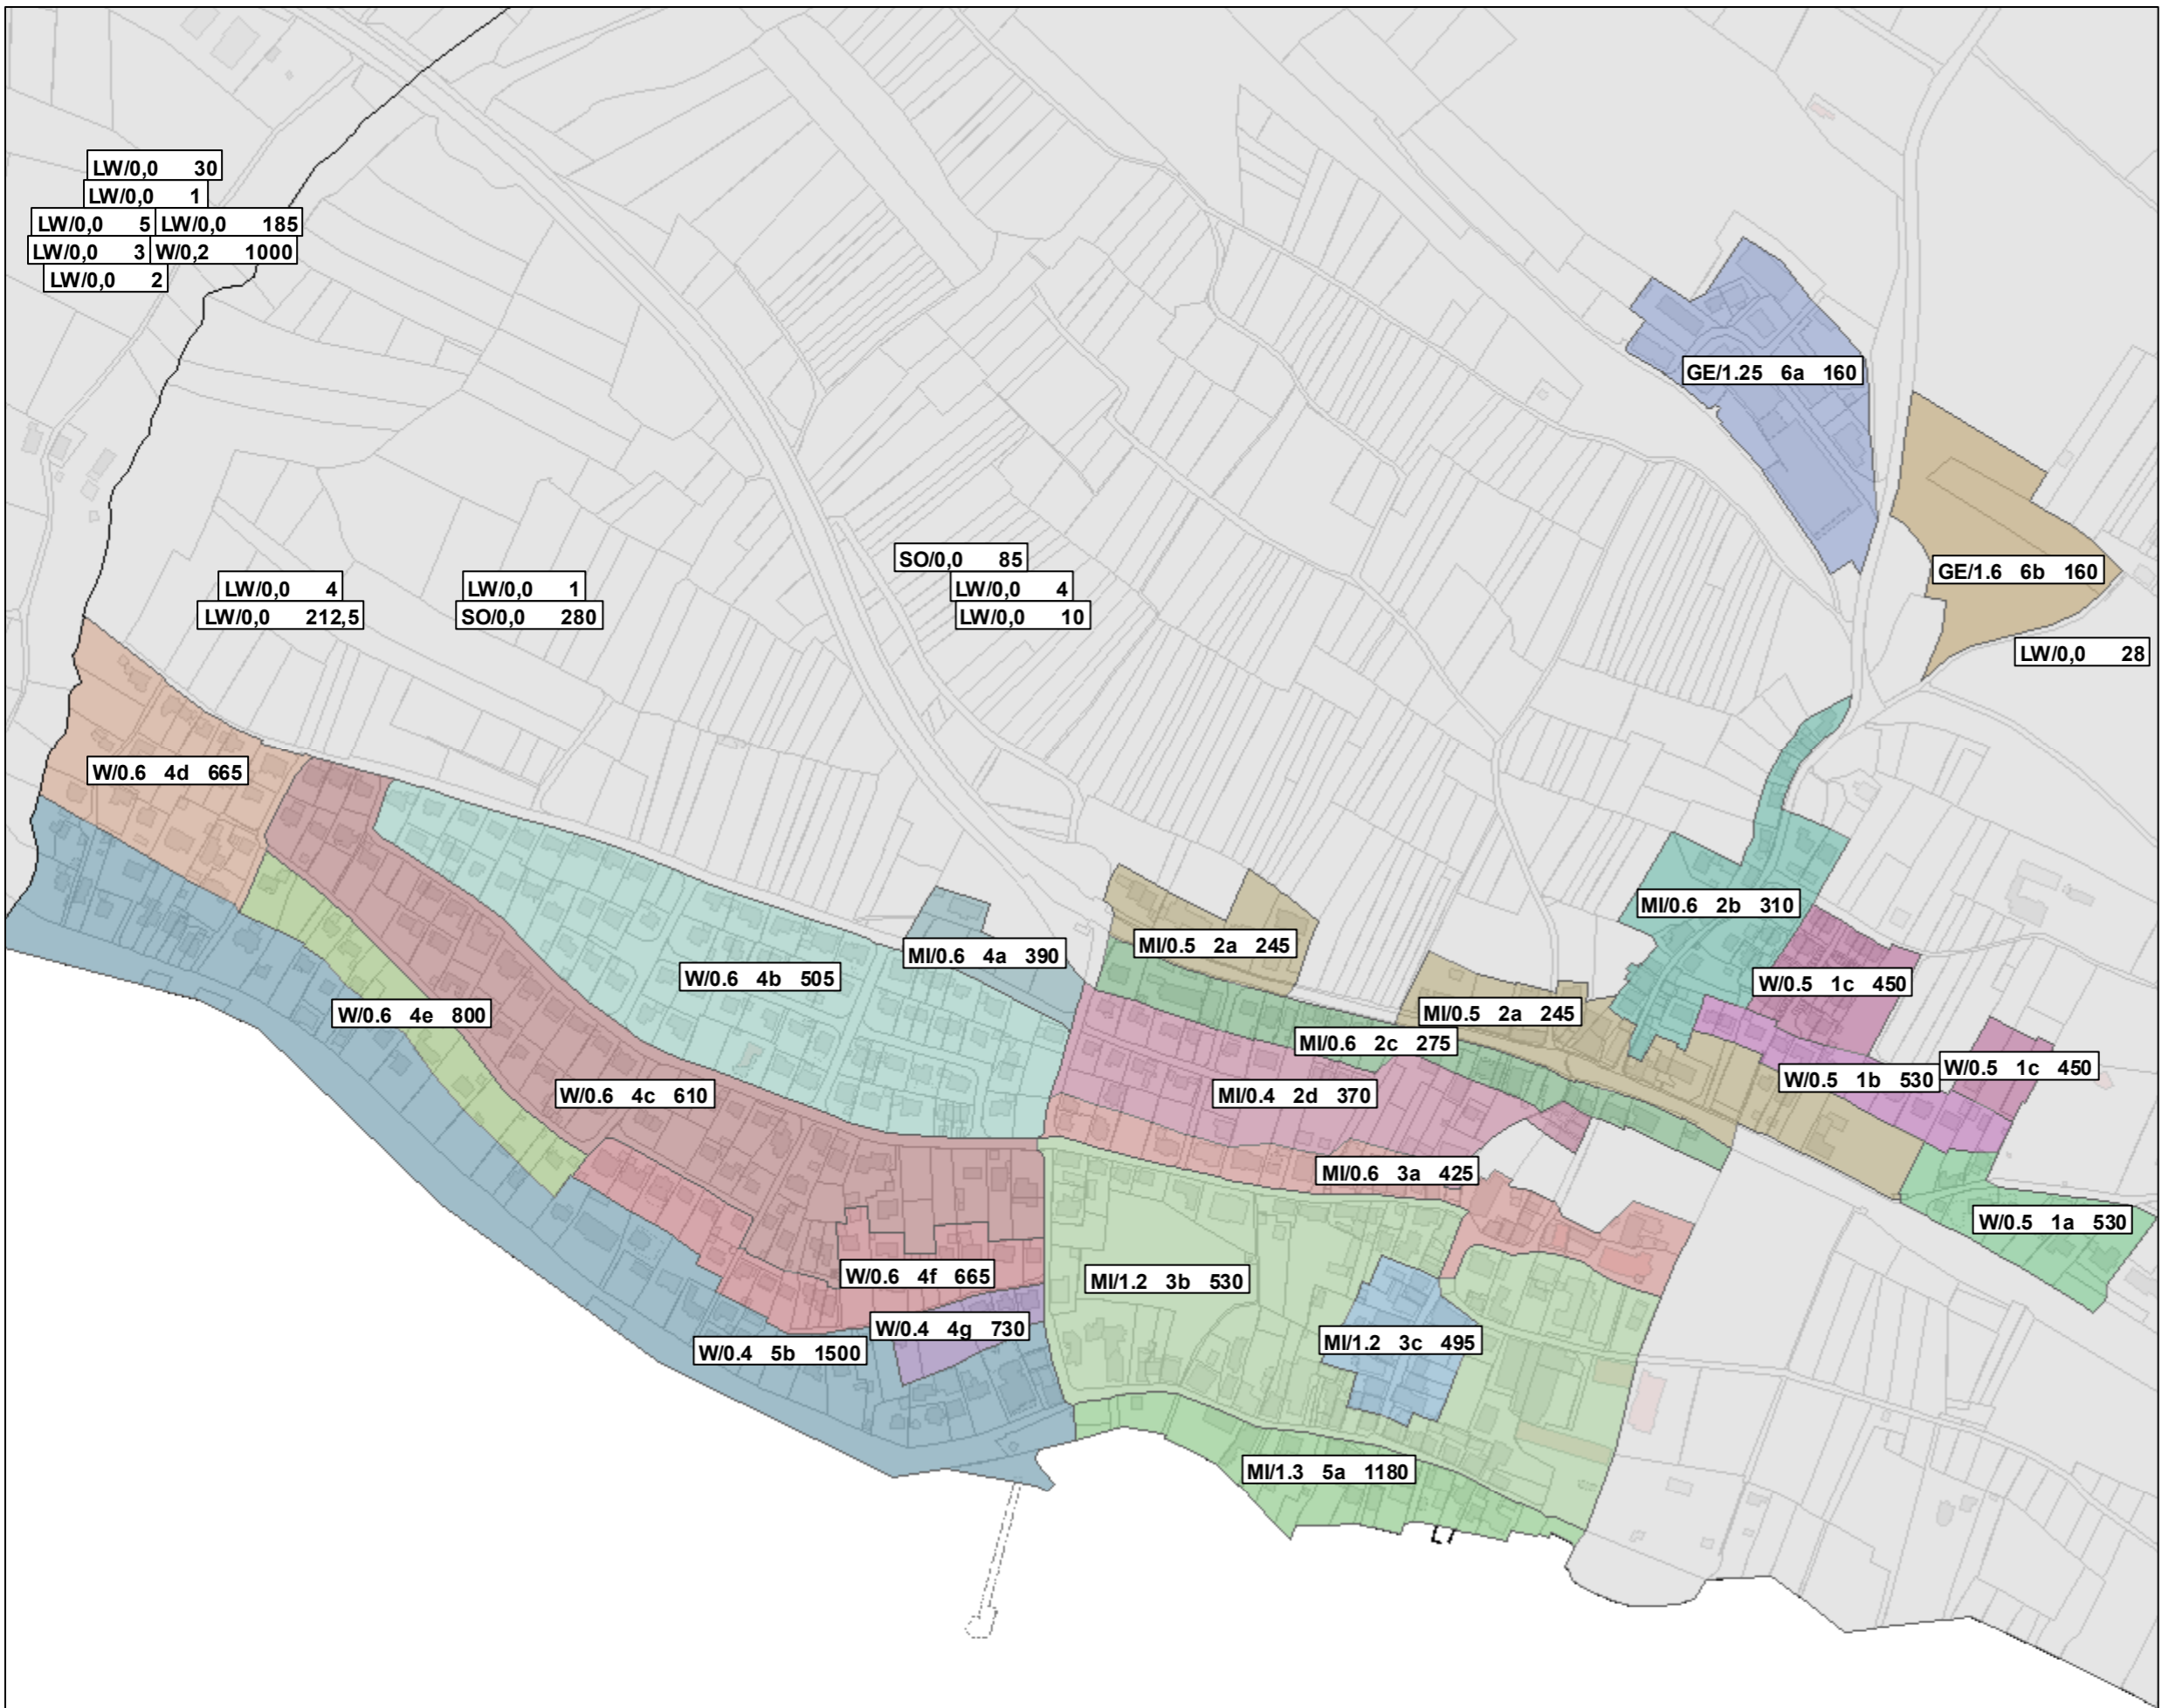 LW/0,0 30
LW/0,0 1
LW/0,0 5 LW/0,0 185
LW/0,0 3 W/0,2 1000
LW/0,0 2
GE/1.25 6a 160
SO/0,0 85
GE/1.6 6b 160
LW/0,0 4
LW/0,0 1
LW/0,0 4
LW/0,0 212,5
SO/0,0 280
LW/0,0 10
LW/0,0 28
W/0.6 4d 665
MI/0.6 2b 310
MI/0.5 2a 245
MI/0.6 4a 390
W/0.6 4b 505
W/0.5 1c 450
W/0.6 4e 800
MI/0.5 2a 245
MI/0.6 2c 275
W/0.5 1c 450
W/0.5 1b 530
W/0.6 4c 610
MI/0.4 2d 370
MI/0.6 3a 425
W/0.5 1a 530
W/0.6 4f 665
MI/1.2 3b 530
W/0.4 4g 730
MI/1.2 3c 495
W/0.4 5b 1500
MI/1.3 5a 1180